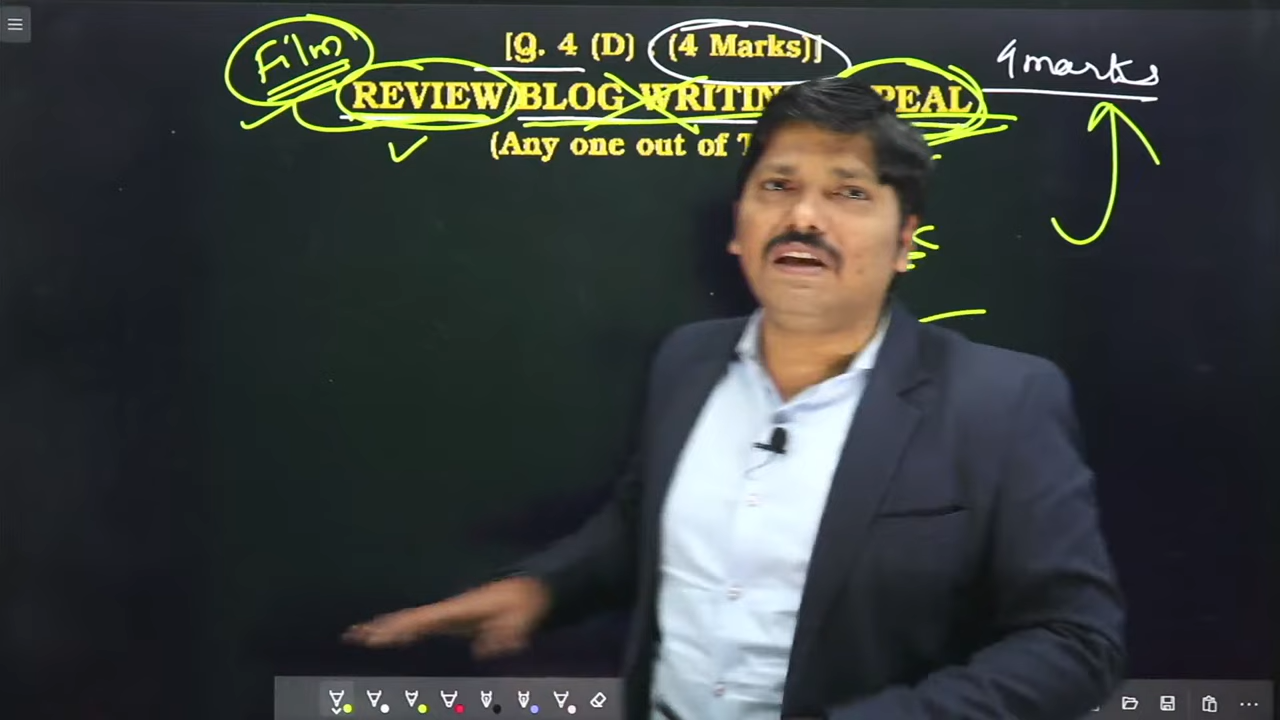 [Q. 4 (D) (4 Marks)]
4 marks
Film
REVIEW BLOG WRITIN PEAL
(Any one out of T